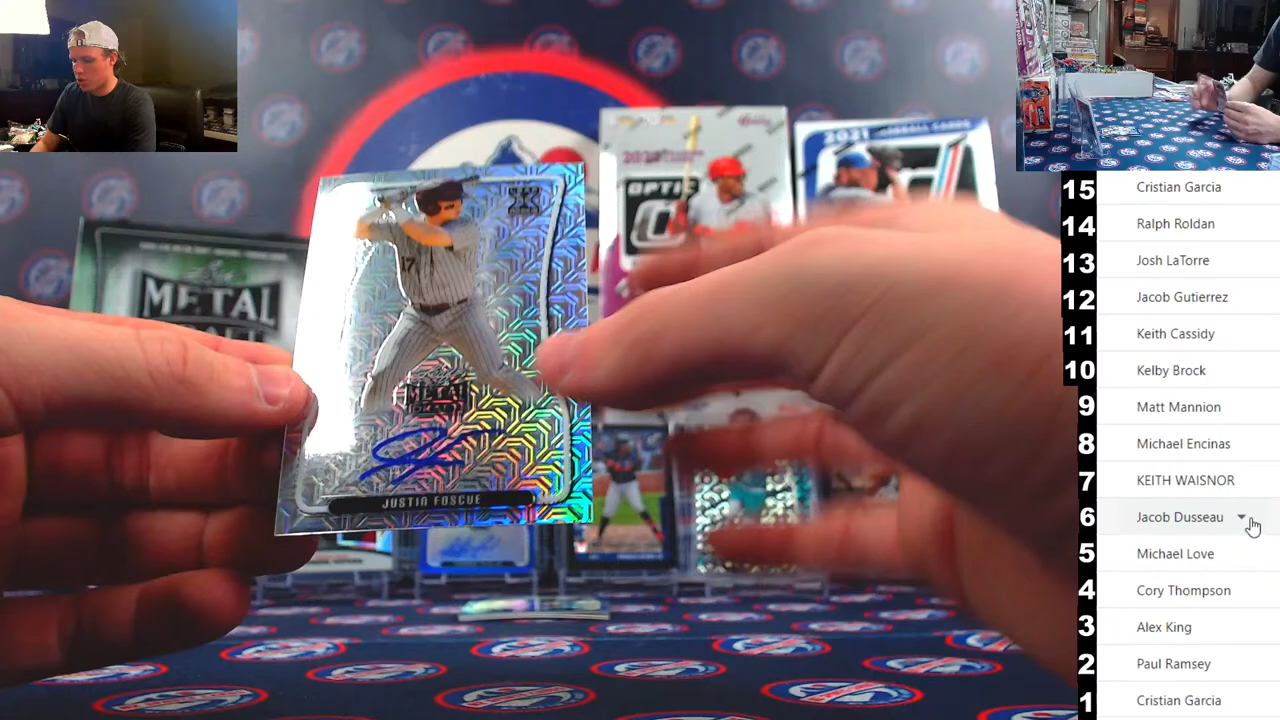 2021
OPTIC
METAL
17
METAL
JUSTIN FOSCUE
15 Cristian Garcia
14 Ralph Roldan
13 Josh LaTorre
12 Jacob Gutierrez
11 Keith Cassidy
10 Kelby Brock
9 Matt Mannion
8 Michael Encinas
7 KEITH WAISNOR
6 Jacob Dusseau
5 Michael Love
4 Cory Thompson
3 Alex King
2 Paul Ramsey
1 Cristian Garcia